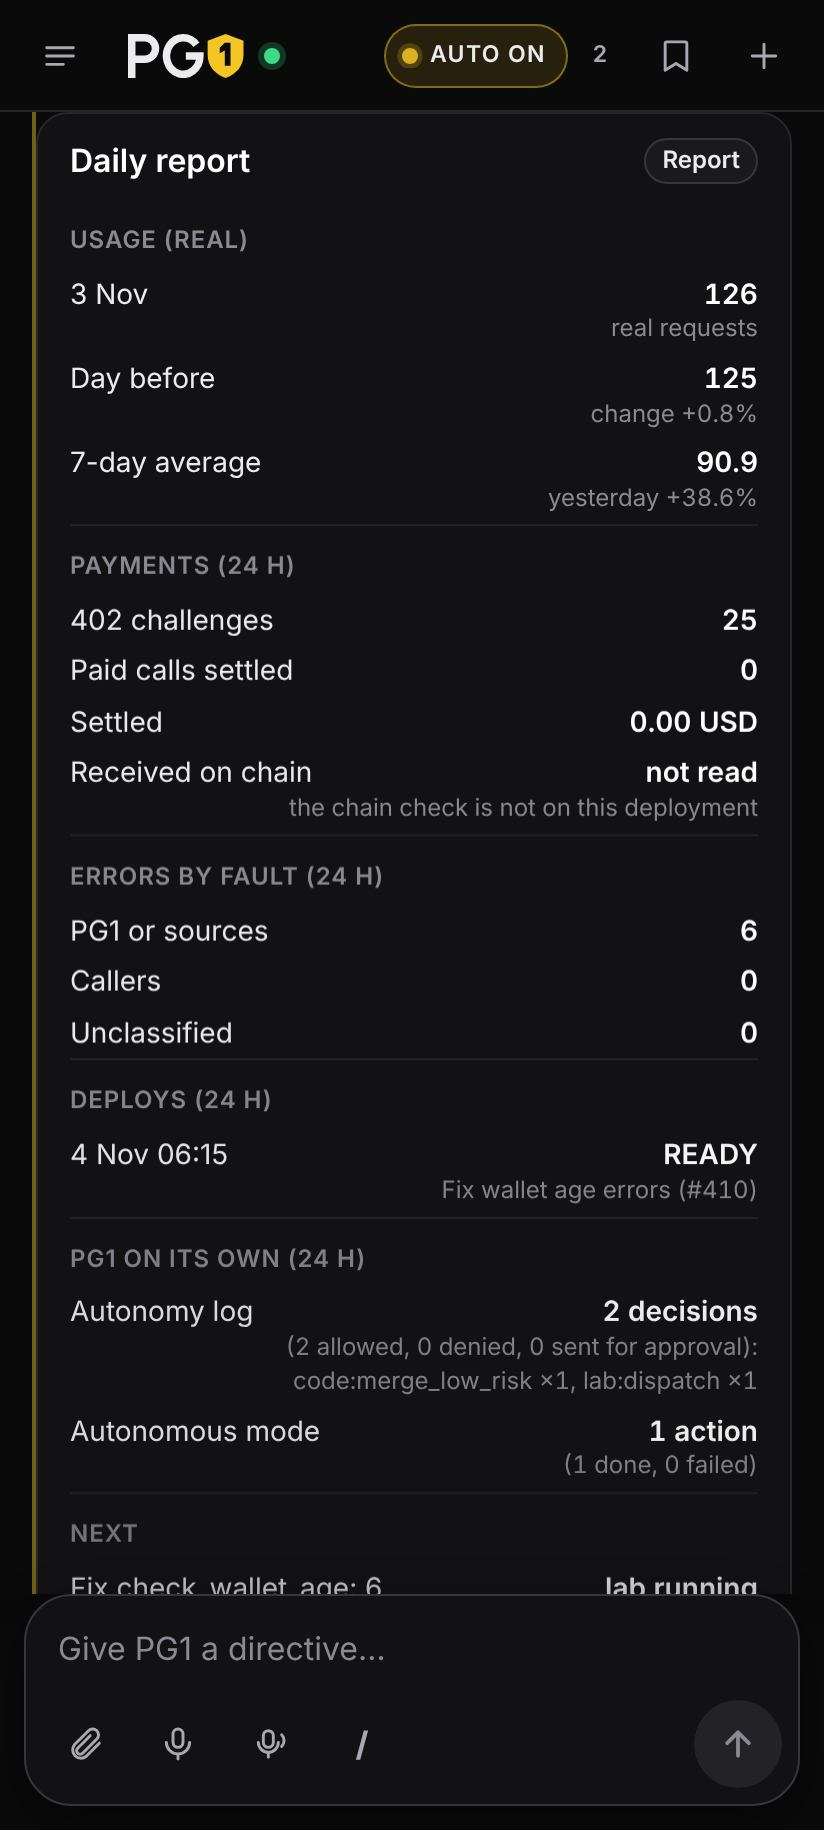 PG1
AUTO ON
2
Daily report
Report
USAGE (REAL)
3 Nov
126
real requests
Day before
125
change +0.8%
7-day average
90.9
yesterday +38.6%
PAYMENTS (24 H)
402 challenges
25
Paid calls settled
0
Settled
0.00 USD
Received on chain
not read
the chain check is not on this deployment
ERRORS BY FAULT (24 H)
PG1 or sources
6
Callers
0
Unclassified
0
DEPLOYS (24 H)
4 Nov 06:15
READY
Fix wallet age errors (#410)
PG1 ON ITS OWN (24 H)
Autonomy log
2 decisions
(2 allowed, 0 denied, 0 sent for approval):
code:merge_low_risk ×1, lab:dispatch ×1
Autonomous mode
1 action
(1 done, 0 failed)
NEXT
Fix check_wallet_age: 6
lab running
Give PG1 a directive...
/